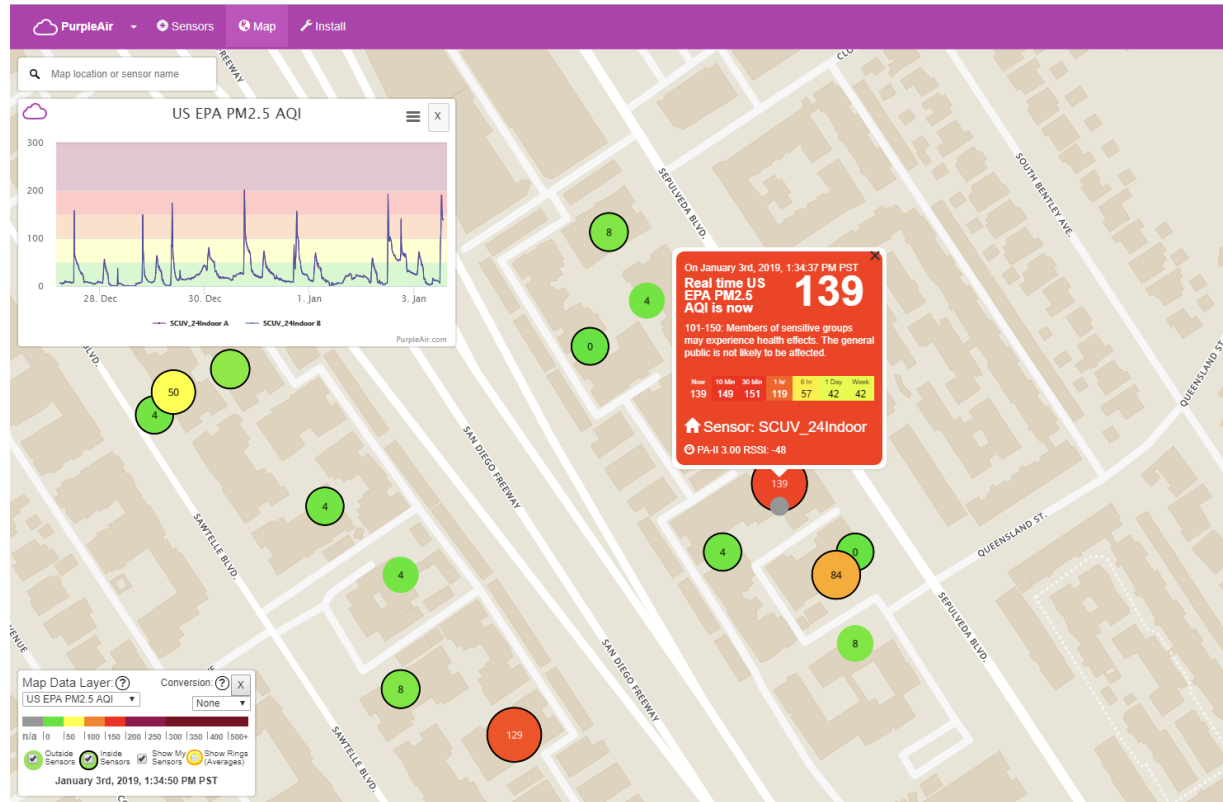 PurpleAir
Sensors
Map
Install
Map location or sensor name
US EPA PM2.5 AQI
X
300
200
100
0
28. Dec
30. Dec
1. Jan
3. Jan
SCUV_24Indoor A
SCUV_24Indoor B
PurpleAir.com
FREEWAY
CLO
SEPULVEDA BLVD.
SOUTH BENTLEY AVE.
QUEENSLAND ST.
8
4
0
On January 3rd, 2019, 1:34:37 PM PST
Real time US
EPA PM2.5
AQI is now
139
101-150: Members of sensitive groups
may experience health effects. The general
public is not likely to be affected.
Now 10 Min 30 Min 1 hr 6 hr 1 Day Week
139 149 151 119 57 42 42
Sensor: SCUV_24Indoor
PA-II 3.00 RSSI: -48
139
BLVD.
50
4
SAN DIEGO FREEWAY
4
SAWTELLE BLVD.
4
0
84
QUEENSLAND ST.
4
8
SEPULVEDA BLVD.
SAN DIEGO FREEWAY
8
129
SAWTELLE BLVD.
ENUE
Map Data Layer: ?
Conversion: ?
X
US EPA PM2.5 AQI
None
n/a |0 |50 |100 |150 |200 |250 |300 |350 |400 |500+
Outside
Sensors
Inside
Sensors
Show My
Sensors
Show Rings
(Averages)
January 3rd, 2019, 1:34:50 PM PST
CO